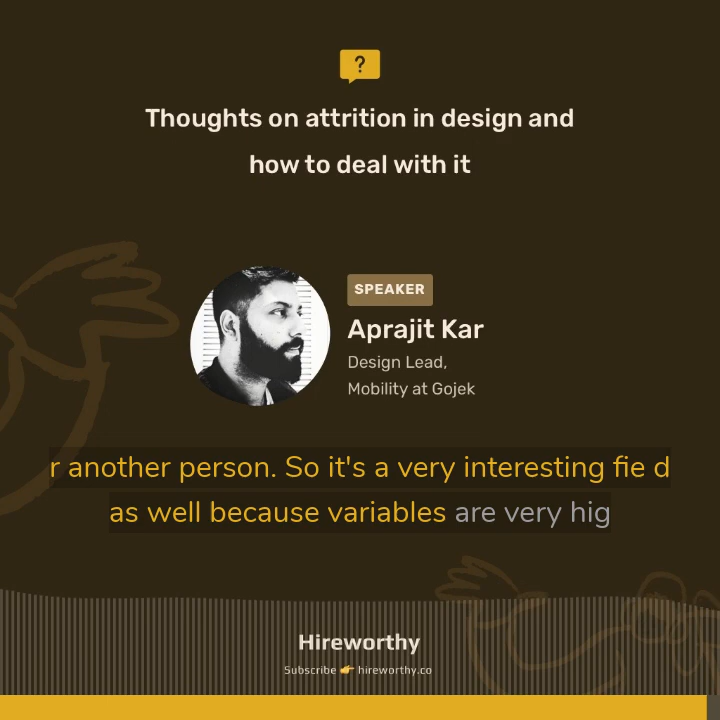 ?
Thoughts on attrition in design and
how to deal with it
SPEAKER
Aprajit Kar
Design Lead,
Mobility at Gojek
r another person. So it's a very interesting fie d
as well because variables are very hig
Hireworthy
Subscribe 👉 hireworthy.co